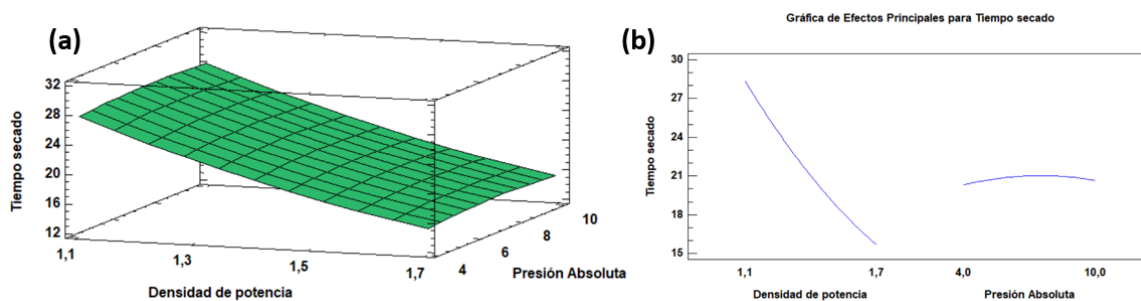 (a)
Tiempo secado
32
28
24
20
16
12
1,1
1,3
1,5
1,7
Densidad de potencia
4
6
8
10
Presión Absoluta
(b)
Gráfica de Efectos Principales para Tiempo secado
Tiempo secado
30
27
24
21
18
15
1,1
1,7
4,0
10,0
Densidad de potencia
Presión Absoluta